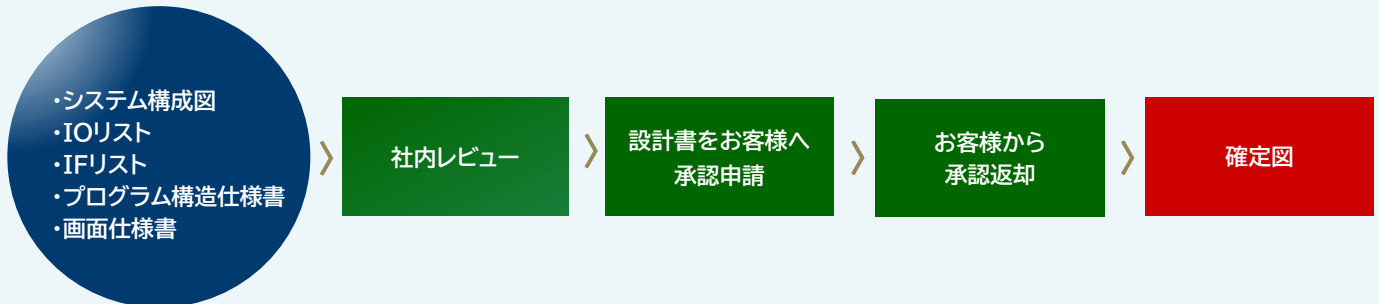 ・システム構成図
・IOリスト
・IFリスト
・プログラム構造仕様書
・画面仕様書
社内レビュー
設計書をお客様へ
承認申請
お客様から
承認返却
確定図